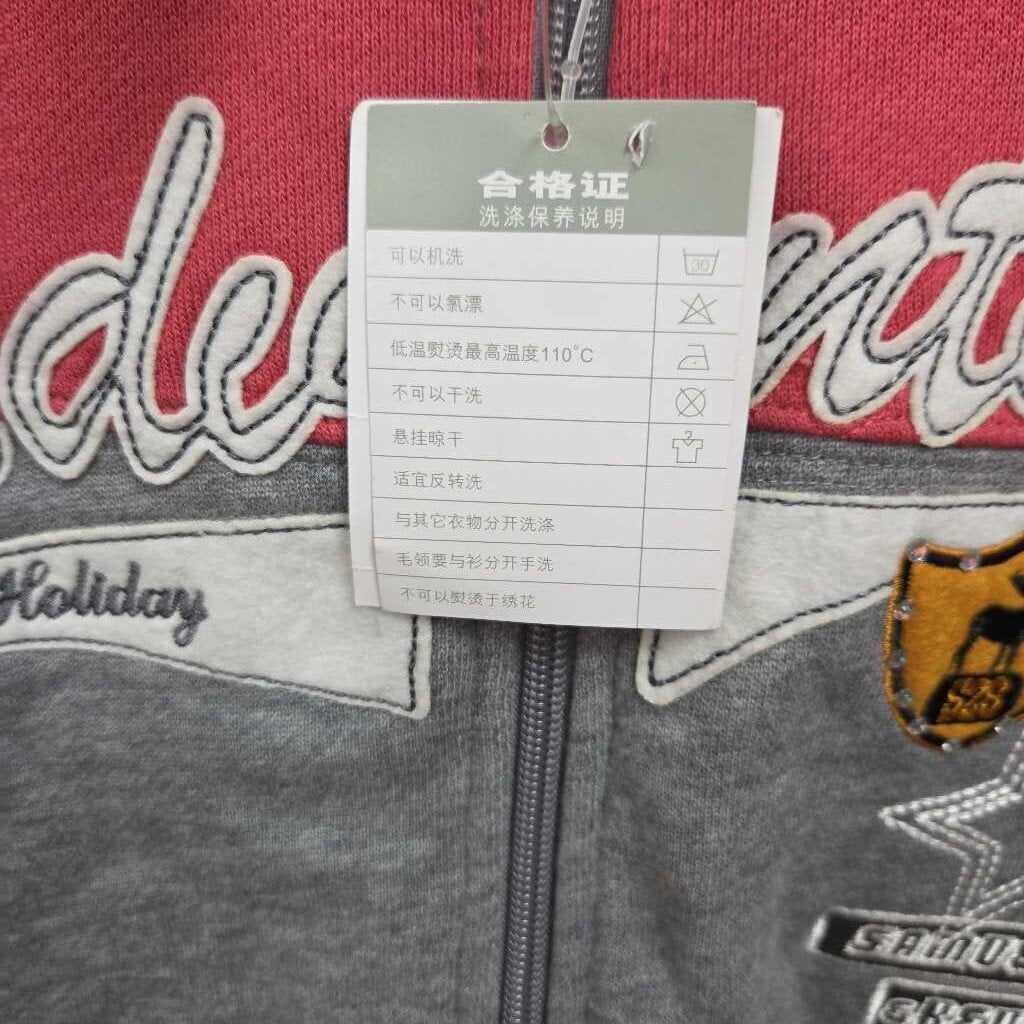 合格证
洗涤保养说明
可以机洗
30
不可以氯漂
低温熨烫最高温度110°C
不可以干洗
悬挂晾干
适宜反转洗
与其它衣物分开洗涤
毛领要与衫分开手洗
不可以熨烫于绣花
Holiday